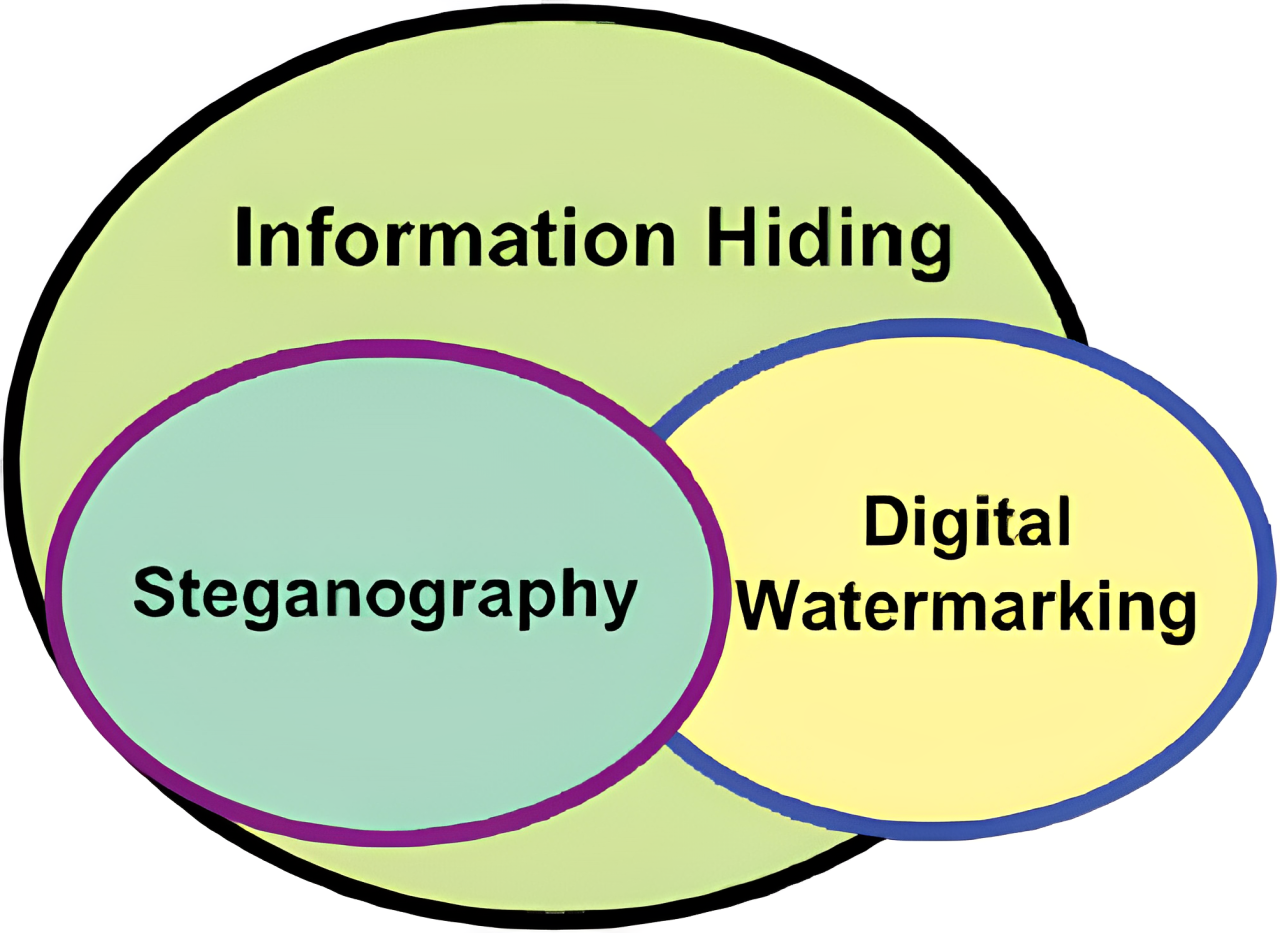 Information Hiding
Steganography
Digital
Watermarking